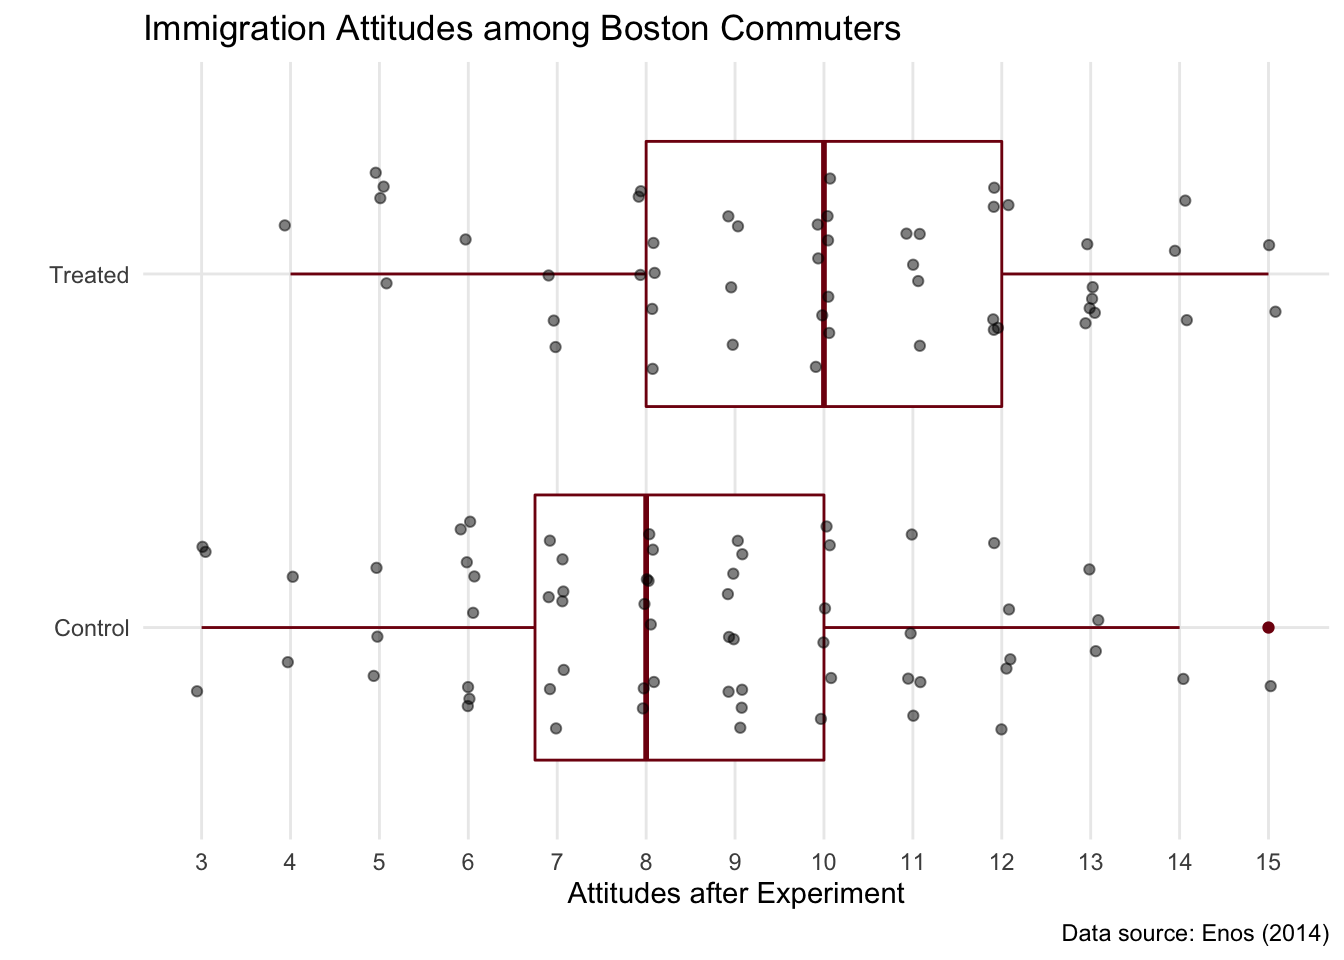 Immigration Attitudes among Boston Commuters
Treated
Control
3 4 5 6 7 8 9 10 11 12 13 14 15
Attitudes after Experiment
Data source: Enos (2014)